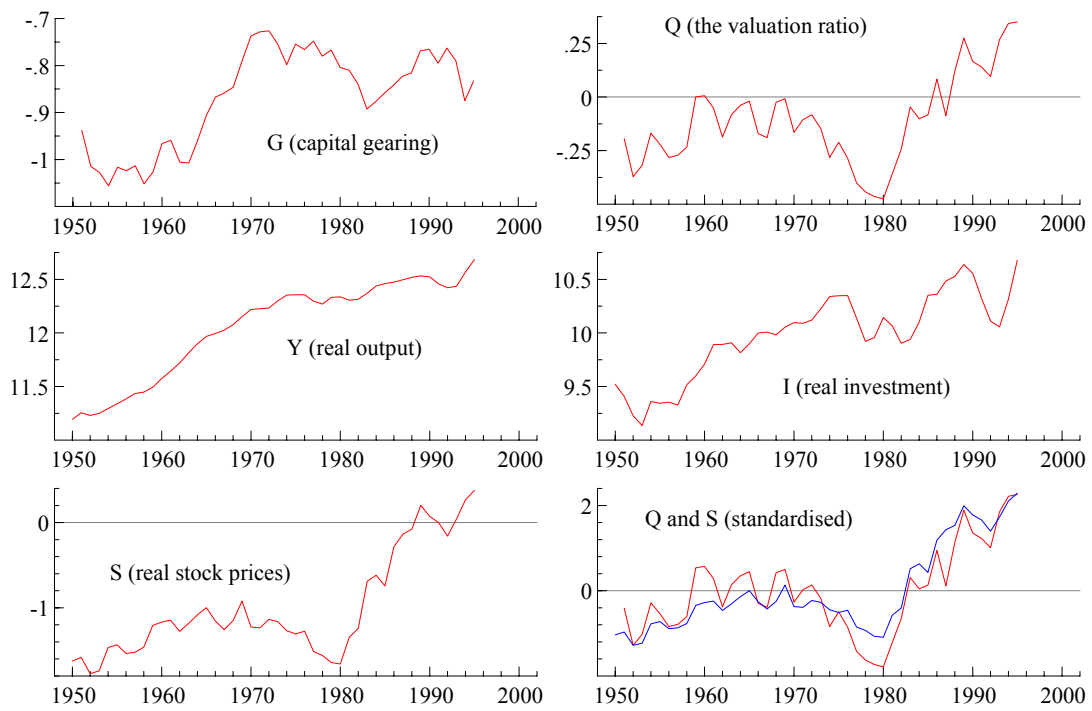 -.7
-.8
-.9
-1
G (capital gearing)
1950 1960 1970 1980 1990 2000
Q (the valuation ratio)
.25
0
-.25
1950 1960 1970 1980 1990 2000
12.5
12
11.5
Y (real output)
1950 1960 1970 1980 1990 2000
10.5
10
9.5
I (real investment)
1950 1960 1970 1980 1990 2000
0
S (real stock prices)
-1
1950 1960 1970 1980 1990 2000
2
Q and S (standardised)
0
1950 1960 1970 1980 1990 2000